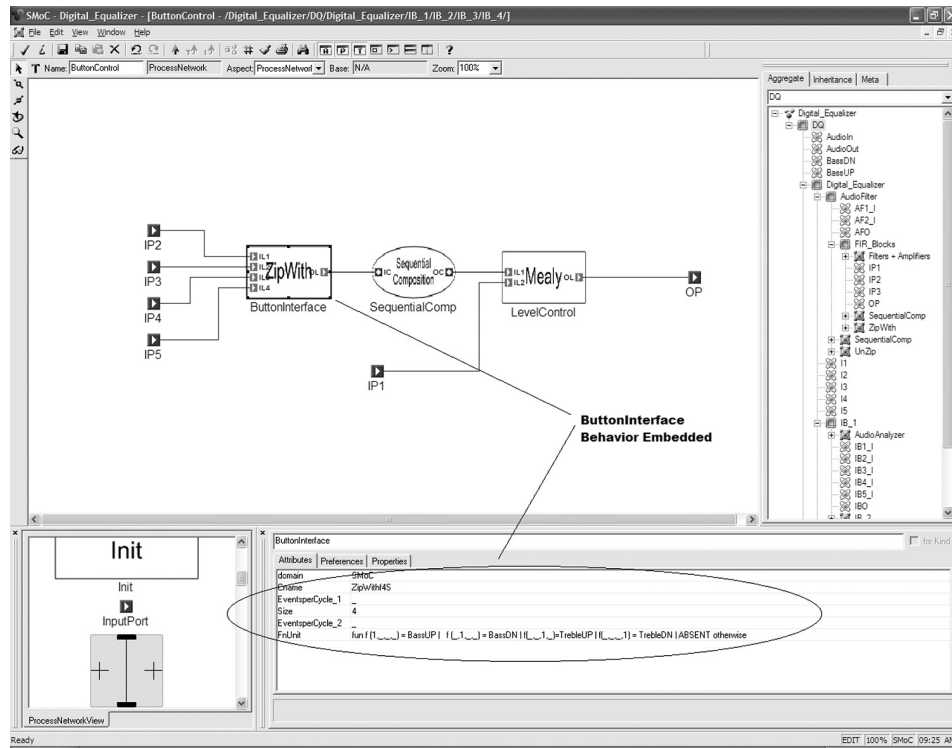 SMoC - Digital_Equalizer - [ButtonControl - /Digital_Equalizer/DQ/Digital_Equalizer/IB_1/IB_2/IB_3/IB_4/]
File Edit View Window Help
Name: ButtonControl ProcessNetwork Aspect: ProcessNetworl Base: N/A Zoom: 100%
Aggregate Inheritance Meta
DQ
Digital_Equalizer
DQ
AudioIn
AudioOut
BassDN
BassUP
Digital_Equalizer
AudioFilter
AF1_I
AF2_I
AFO
FIR_Blocks
Filters + Amplifiers
IP1
IP2
IP3
OP
SequentialComp
ZipWith
SequentialComp
UnZip
I1
I2
I3
I4
I5
IB_1
AudioAnalyzer
IB1_I
IB2_I
IB3_I
IB4_I
IB5_I
IBO
IB_2
IP2
IP3
IP4
IP5
IL1
IL2
IL4
ZipWith
OL
ButtonInterface
IC
Sequential
Composition
OC
SequentialComp
IL1
IL2
Mealy
OL
LevelControl
OP
IP1
ButtonInterface
Behavior Embedded
Init
Init
InputPort
ProcessNetworkView
ButtonInterface
for Kind
Attributes Preferences Properties
domain SMoC
Cname ZipWithf4S
EventsperCycle_1 _
Size 4
EventsperCycle_2 _
FnUnit fun f (1,_,_,_) = BassUP | f (_,1,_,_) = BassDN | f(_,_,1,_)=TrebleUP | f(_,_,_,1) = TrebleDN | ABSENT otherwise
Ready
EDIT 100% SMoC 09:25 AM